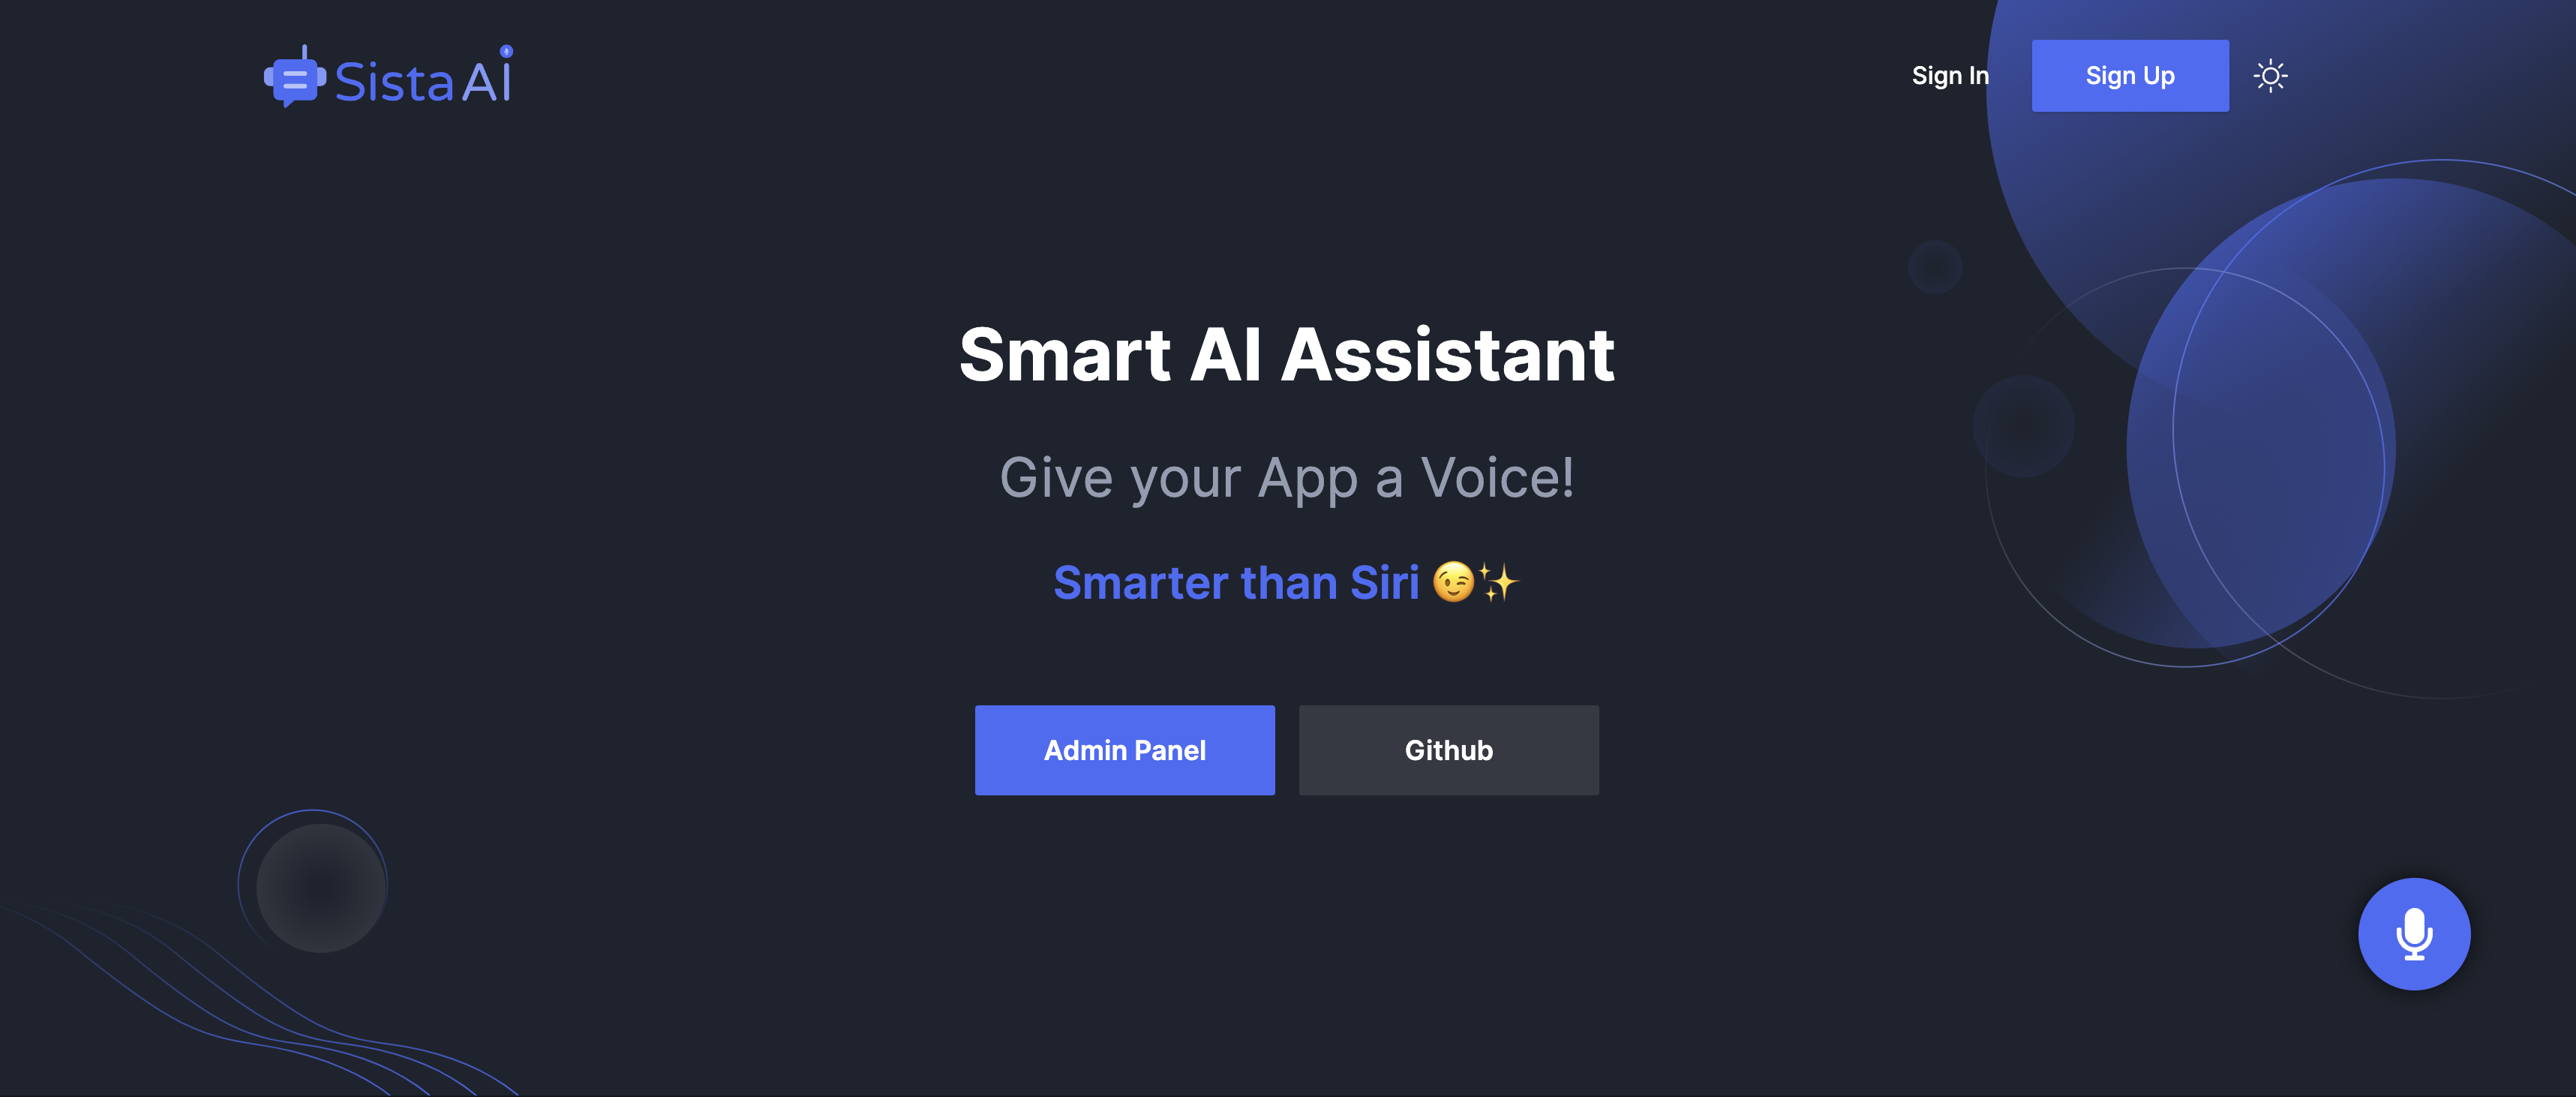 Sista Ai
Sign In
Sign Up
Smart AI Assistant
Give your App a Voice!
Smarter than Siri 😉✨
Admin Panel
Github